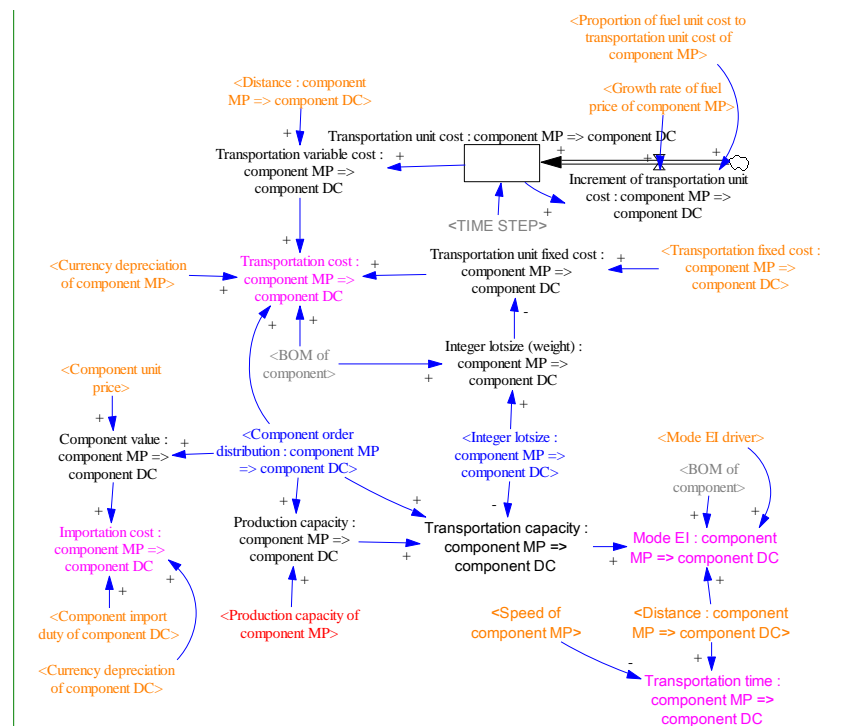 <Proportion of fuel unit cost to
transportation unit cost of
component MP>
<Distance : component
MP => component DC>
<Growth rate of fuel
price of component MP>
Transportation unit cost : component MP => component DC
Transportation variable cost :
component MP =>
component DC
Increment of transportation unit
cost : component MP =>
component DC
<TIME STEP>
<Currency depreciation
of component MP>
Transportation cost :
component MP =>
component DC
Transportation unit fixed cost :
component MP =>
component DC
<Transportation fixed cost :
component MP =>
component DC>
<BOM of
component>
Integer lotsize (weight) :
component MP =>
component DC
<Component unit
price>
Component value :
component MP =>
component DC
<Component order
distribution : component MP
=> component DC>
<Integer lotsize :
component MP =>
component DC>
<Mode EI driver>
<BOM of
component>
Importation cost :
component MP =>
component DC
Production capacity :
component MP =>
component DC
Transportation capacity :
component MP =>
component DC
Mode EI : component
MP => component DC
<Component import
duty of component DC>
<Production capacity of
component MP>
<Speed of
component MP>
<Distance : component
MP => component DC>
<Currency depreciation
of component DC>
Transportation time :
component MP =>
component DC